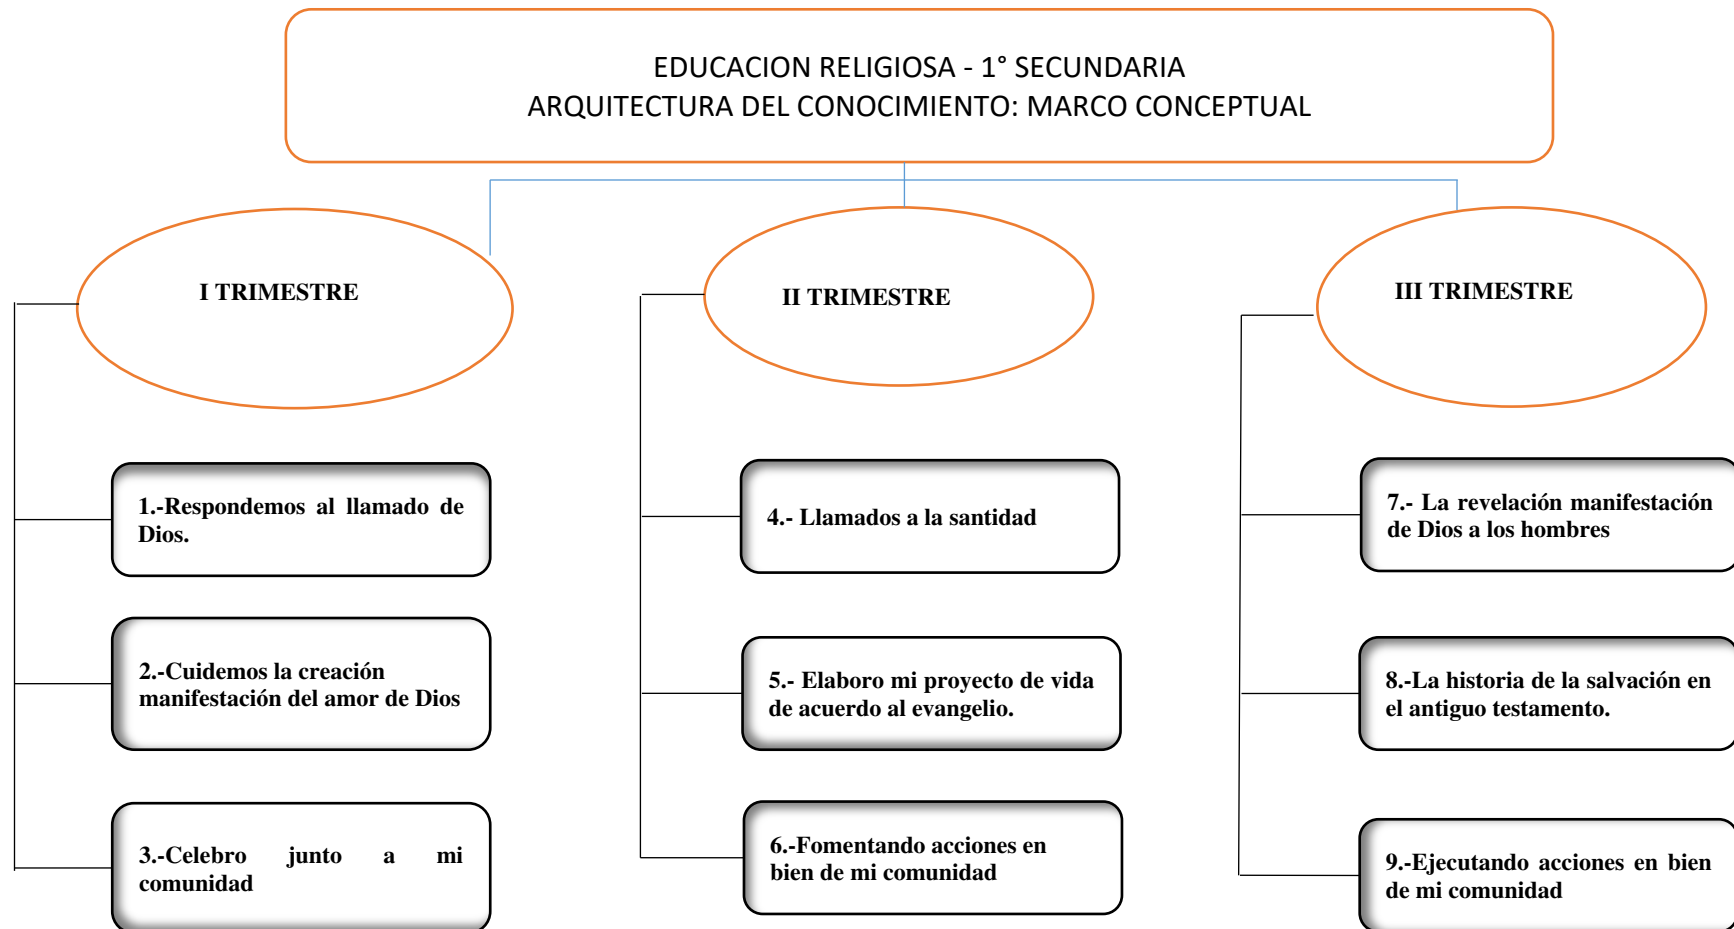 EDUCACION RELIGIOSA - 1° SECUNDARIA
ARQUITECTURA DEL CONOCIMIENTO: MARCO CONCEPTUAL
I TRIMESTRE
1.-Respondemos al llamado de
Dios.
2.-Cuidemos la creación
manifestación del amor de Dios
3.-Celebro junto a mi
comunidad
II TRIMESTRE
4.- Llamados a la santidad
5.- Elaboro mi proyecto de vida
de acuerdo al evangelio.
6.-Fomentando acciones en
bien de mi comunidad
III TRIMESTRE
7.- La revelación manifestación
de Dios a los hombres
8.-La historia de la salvación en
el antiguo testamento.
9.-Ejecutando acciones en bien
de mi comunidad